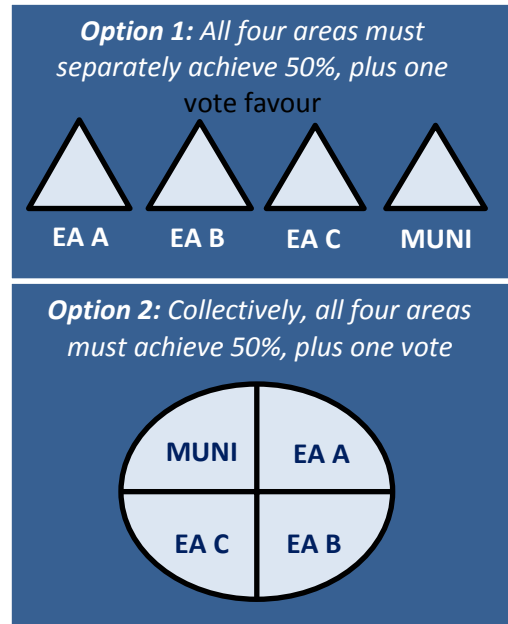 Option 1: All four areas must
separately achieve 50%, plus one
vote favour
EA A EA B EA C MUNI
Option 2: Collectively, all four areas
must achieve 50%, plus one vote
MUNI EA A
EA C EA B